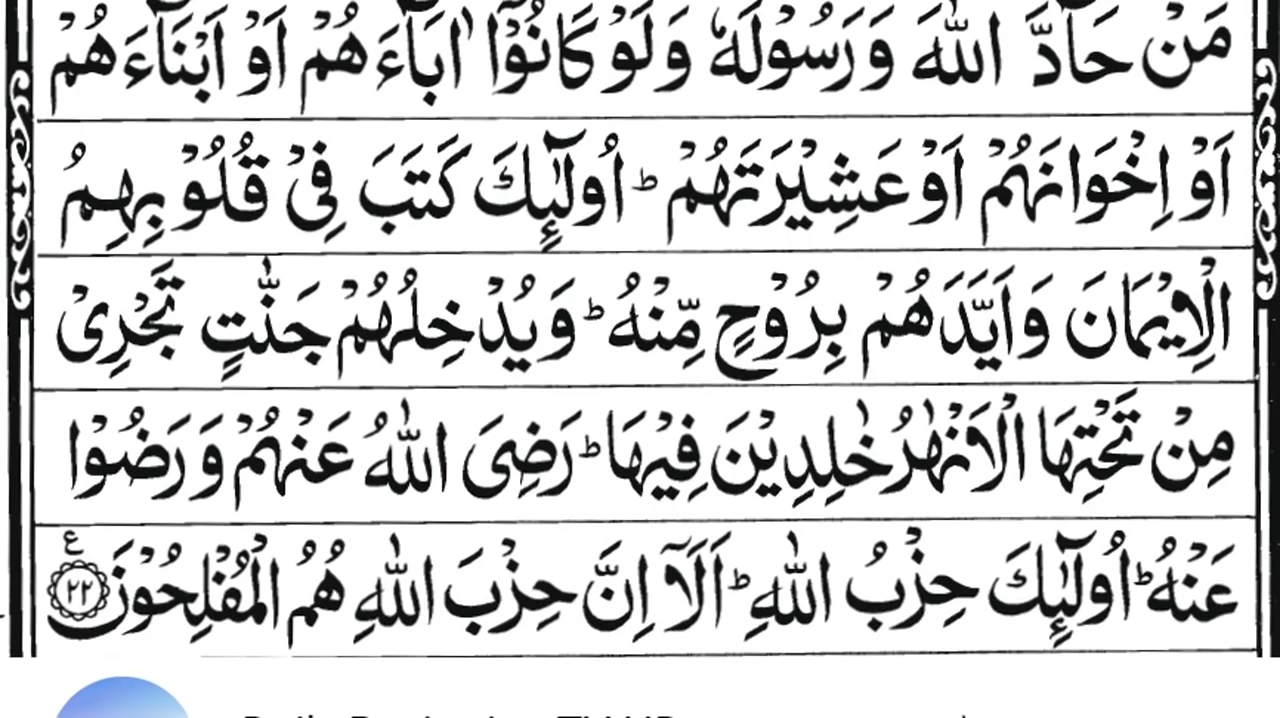 مَنْ حَآدَّ اللّٰهَ وَرَسُوْلَهٗ وَلَوْ كَانُوْۤا اٰبَآءَهُمْ اَوْ اَبْنَآءَهُمْ
اَوْ اِخْوَانَهُمْ اَوْ عَشِيْرَتَهُمْ ؕ اُولٰٓئِكَ كَتَبَ فِيْ قُلُوْبِهِمُ
الْاِيْمَانَ وَاَيَّدَهُمْ بِرُوْحٍ مِّنْهُ ؕ وَيُدْخِلُهُمْ جَنّٰتٍ تَجْرِيْ
مِنْ تَحْتِهَا الْاَنْهٰرُ خٰلِدِيْنَ فِيْهَا ؕ رَضِيَ اللّٰهُ عَنْهُمْ وَرَضُوْا
عَنْهُ ؕ اُولٰٓئِكَ حِزْبُ اللّٰهِ ؕ اَلَاۤ اِنَّ حِزْبَ اللّٰهِ هُمُ الْمُفْلِحُوْنَ ۲۲ ع